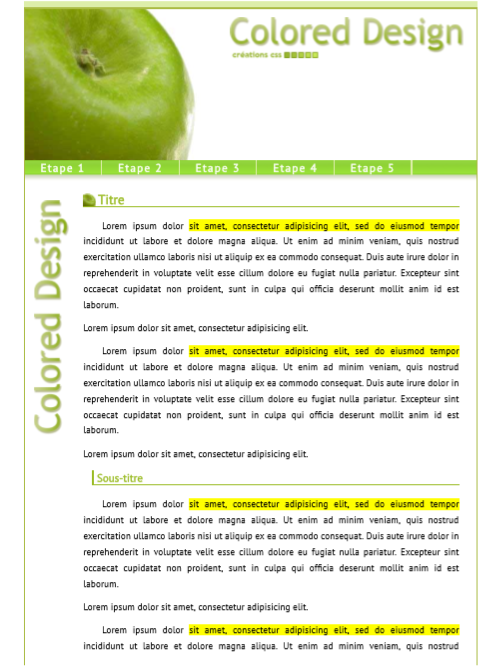 Colored Design
créations css
Etape 1 Etape 2 Etape 3 Etape 4 Etape 5
Colored Design
Titre
Lorem ipsum dolor sit amet, consectetur adipisicing elit, sed do eiusmod tempor
incididunt ut labore et dolore magna aliqua. Ut enim ad minim veniam, quis nostrud
exercitation ullamco laboris nisi ut aliquip ex ea commodo consequat. Duis aute irure dolor in
reprehenderit in voluptate velit esse cillum dolore eu fugiat nulla pariatur. Excepteur sint
occaecat cupidatat non proident, sunt in culpa qui officia deserunt mollit anim id est
laborum.
Lorem ipsum dolor sit amet, consectetur adipisicing elit.
Lorem ipsum dolor sit amet, consectetur adipisicing elit, sed do eiusmod tempor
incididunt ut labore et dolore magna aliqua. Ut enim ad minim veniam, quis nostrud
exercitation ullamco laboris nisi ut aliquip ex ea commodo consequat. Duis aute irure dolor in
reprehenderit in voluptate velit esse cillum dolore eu fugiat nulla pariatur. Excepteur sint
occaecat cupidatat non proident, sunt in culpa qui officia deserunt mollit anim id est
laborum.
Lorem ipsum dolor sit amet, consectetur adipisicing elit.
Sous-titre
Lorem ipsum dolor sit amet, consectetur adipisicing elit, sed do eiusmod tempor
incididunt ut labore et dolore magna aliqua. Ut enim ad minim veniam, quis nostrud
exercitation ullamco laboris nisi ut aliquip ex ea commodo consequat. Duis aute irure dolor in
reprehenderit in voluptate velit esse cillum dolore eu fugiat nulla pariatur. Excepteur sint
occaecat cupidatat non proident, sunt in culpa qui officia deserunt mollit anim id est
laborum.
Lorem ipsum dolor sit amet, consectetur adipisicing elit.
Lorem ipsum dolor sit amet, consectetur adipisicing elit, sed do eiusmod tempor
incididunt ut labore et dolore magna aliqua. Ut enim ad minim veniam, quis nostrud